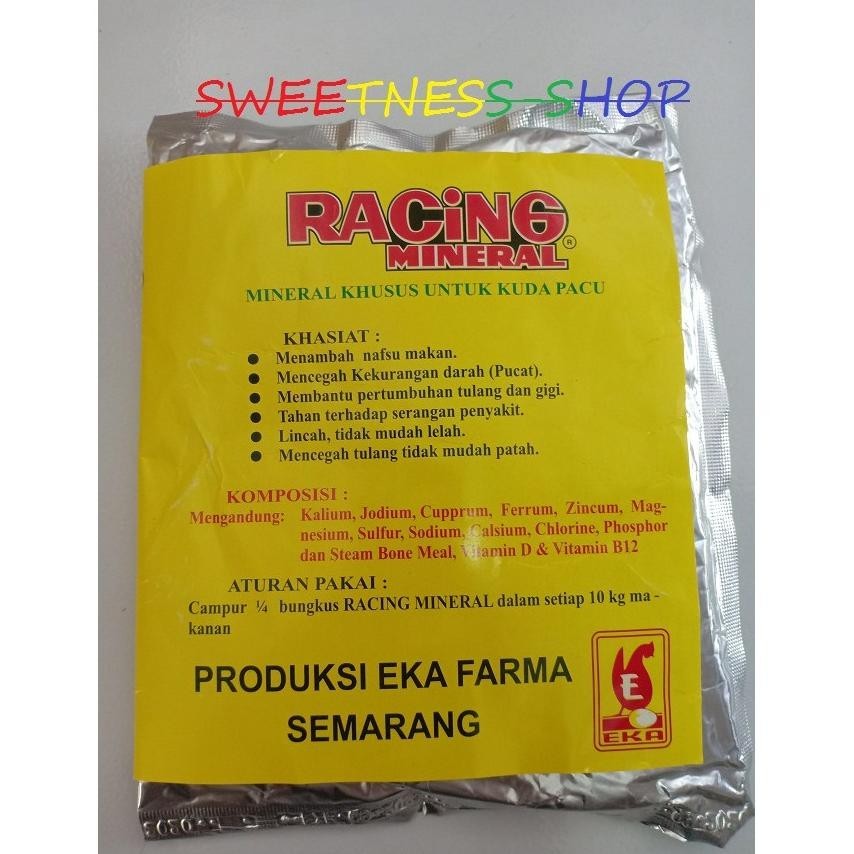 SWEETNESS SHOP
RACiNG
MINERAL ®
MINERAL KHUSUS UNTUK KUDA PACU
KHASIAT :
● Menambah nafsu makan.
● Mencegah Kekurangan darah (Pucat).
● Membantu pertumbuhan tulang dan gigi.
● Tahan terhadap serangan penyakit.
● Lincah, tidak mudah lelah.
● Mencegah tulang tidak mudah patah.
KOMPOSISI :
Mengandung: Kalium, Jodium, Cupprum, Ferrum, Zincum, Mag-
nesium, Sulfur, Sodium, Calsium, Chlorine, Phosphor
dan Steam Bone Meal, Vitamin D & Vitamin B12
ATURAN PAKAI :
Campur ¼ bungkus RACING MINERAL dalam setiap 10 kg ma -
kanan
PRODUKSI EKA FARMA
SEMARANG
E
EKA